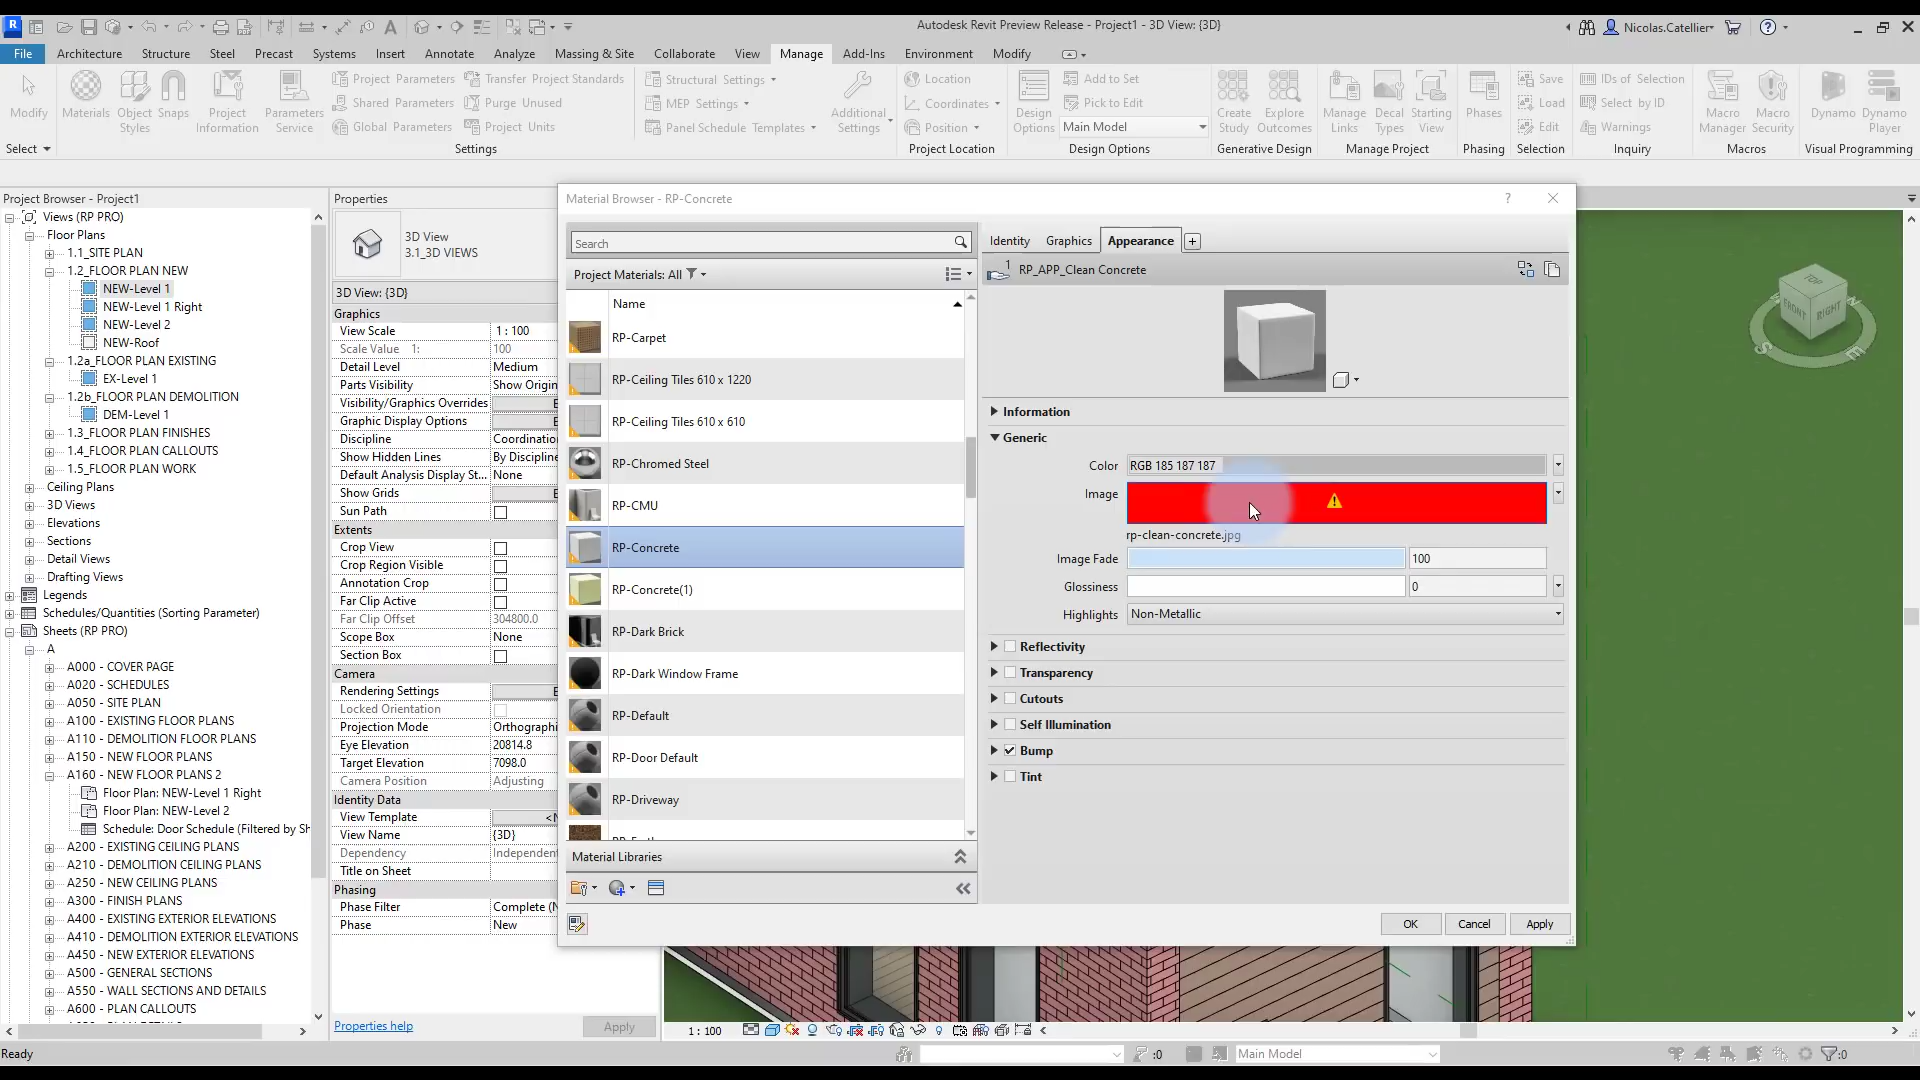 R
Autodesk Revit Preview Release - Project1 - 3D View: {3D}
Nicolas.Catellier
File
Architecture
Structure
Steel
Precast
Systems
Insert
Annotate
Analyze
Massing & Site
Collaborate
View
Manage
Add-Ins
Environment
Modify
Modify
Materials
Object Styles
Snaps
Project Information
Parameters Service
Project Parameters
Shared Parameters
Global Parameters
Transfer Project Standards
Purge Unused
Project Units
Structural Settings
MEP Settings
Panel Schedule Templates
Additional Settings
Location
Coordinates
Position
Design Options
Add to Set
Pick to Edit
Main Model
Create Study
Explore Outcomes
Manage Links
Decal Types
Starting View
Phases
Save
Load
Edit
IDs of Selection
Select by ID
Warnings
Macro Manager
Macro Security
Dynamo
Dynamo Player
Select
Settings
Project Location
Design Options
Generative Design
Manage Project
Phasing
Selection
Inquiry
Macros
Visual Programming
Project Browser - Project1
Views (RP PRO)
Floor Plans
1.1_SITE PLAN
1.2_FLOOR PLAN NEW
NEW-Level 1
NEW-Level 1 Right
NEW-Level 2
NEW-Roof
1.2a_FLOOR PLAN EXISTING
EX-Level 1
1.2b_FLOOR PLAN DEMOLITION
DEM-Level 1
1.3_FLOOR PLAN FINISHES
1.4_FLOOR PLAN CALLOUTS
1.5_FLOOR PLAN WORK
Ceiling Plans
3D Views
Elevations
Sections
Detail Views
Drafting Views
Legends
Schedules/Quantities (Sorting Parameter)
Sheets (RP PRO)
A
A000 - COVER PAGE
A020 - SCHEDULES
A050 - SITE PLAN
A100 - EXISTING FLOOR PLANS
A110 - DEMOLITION FLOOR PLANS
A150 - NEW FLOOR PLANS
A160 - NEW FLOOR PLANS 2
Floor Plan: NEW-Level 1 Right
Floor Plan: NEW-Level 2
Schedule: Door Schedule (Filtered by Sh
A200 - EXISTING CEILING PLANS
A210 - DEMOLITION CEILING PLANS
A250 - NEW CEILING PLANS
A300 - FINISH PLANS
A400 - EXISTING EXTERIOR ELEVATIONS
A410 - DEMOLITION EXTERIOR ELEVATIONS
A450 - NEW EXTERIOR ELEVATIONS
A500 - GENERAL SECTIONS
A550 - WALL SECTIONS AND DETAILS
A600 - PLAN CALLOUTS
Properties
3D View
3.1_3D VIEWS
3D View: {3D}
Graphics
View Scale 1 : 100
Scale Value 1: 100
Detail Level Medium
Parts Visibility Show Origin
Visibility/Graphics Overrides E
Graphic Display Options E
Discipline Coordination
Show Hidden Lines By Discipline
Default Analysis Display St... None
Show Grids E
Sun Path
Extents
Crop View
Crop Region Visible
Annotation Crop
Far Clip Active
Far Clip Offset 304800.0
Scope Box None
Section Box
Camera
Rendering Settings E
Locked Orientation
Projection Mode Orthographi
Eye Elevation 20814.8
Target Elevation 7098.0
Camera Position Adjusting
Identity Data
View Template <N
View Name {3D}
Dependency Independent
Title on Sheet
Phasing
Phase Filter Complete (N
Phase New
Properties help
Apply
Material Browser - RP-Concrete
?
Search
Project Materials: All
Name
RP-Carpet
RP-Ceiling Tiles 610 x 1220
RP-Ceiling Tiles 610 x 610
RP-Chromed Steel
RP-CMU
RP-Concrete
RP-Concrete(1)
RP-Dark Brick
RP-Dark Window Frame
RP-Default
RP-Door Default
RP-Driveway
Material Libraries
Identity
Graphics
Appearance
1
RP_APP_Clean Concrete
Information
Generic
Color RGB 185 187 187
Image
rp-clean-concrete.jpg
Image Fade 100
Glossiness 0
Highlights Non-Metallic
Reflectivity
Transparency
Cutouts
Self Illumination
Bump
Tint
OK
Cancel
Apply
TOP
FRONT
RIGHT
N
S
E
1 : 100
Ready
:0
Main Model
:0